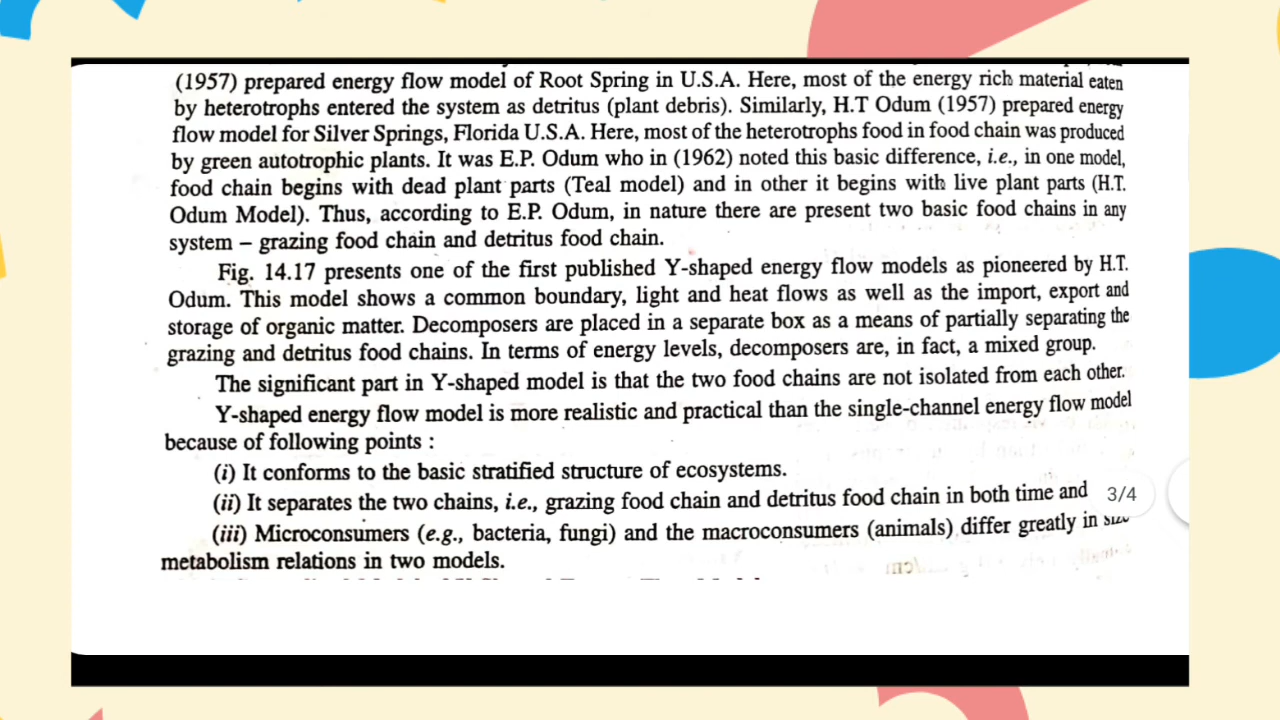 (1957) prepared energy flow model of Root Spring in U.S.A. Here, most of the energy rich material eaten
by heterotrophs entered the system as detritus (plant debris). Similarly, H.T Odum (1957) prepared energy
flow model for Silver Springs, Florida U.S.A. Here, most of the heterotrophs food in food chain was produced
by green autotrophic plants. It was E.P. Odum who in (1962) noted this basic difference, i.e., in one model,
food chain begins with dead plant parts (Teal model) and in other it begins with live plant parts (H.T.
Odum Model). Thus, according to E.P. Odum, in nature there are present two basic food chains in any
system – grazing food chain and detritus food chain.
Fig. 14.17 presents one of the first published Y-shaped energy flow models as pioneered by H.T.
Odum. This model shows a common boundary, light and heat flows as well as the import, export and
storage of organic matter. Decomposers are placed in a separate box as a means of partially separating the
grazing and detritus food chains. In terms of energy levels, decomposers are, in fact, a mixed group.
The significant part in Y-shaped model is that the two food chains are not isolated from each other.
Y-shaped energy flow model is more realistic and practical than the single-channel energy flow model
because of following points :
(i) It conforms to the basic stratified structure of ecosystems.
(ii) It separates the two chains, i.e., grazing food chain and detritus food chain in both time and
3/4
(iii) Microconsumers (e.g., bacteria, fungi) and the macroconsumers (animals) differ greatly in
metabolism relations in two models.